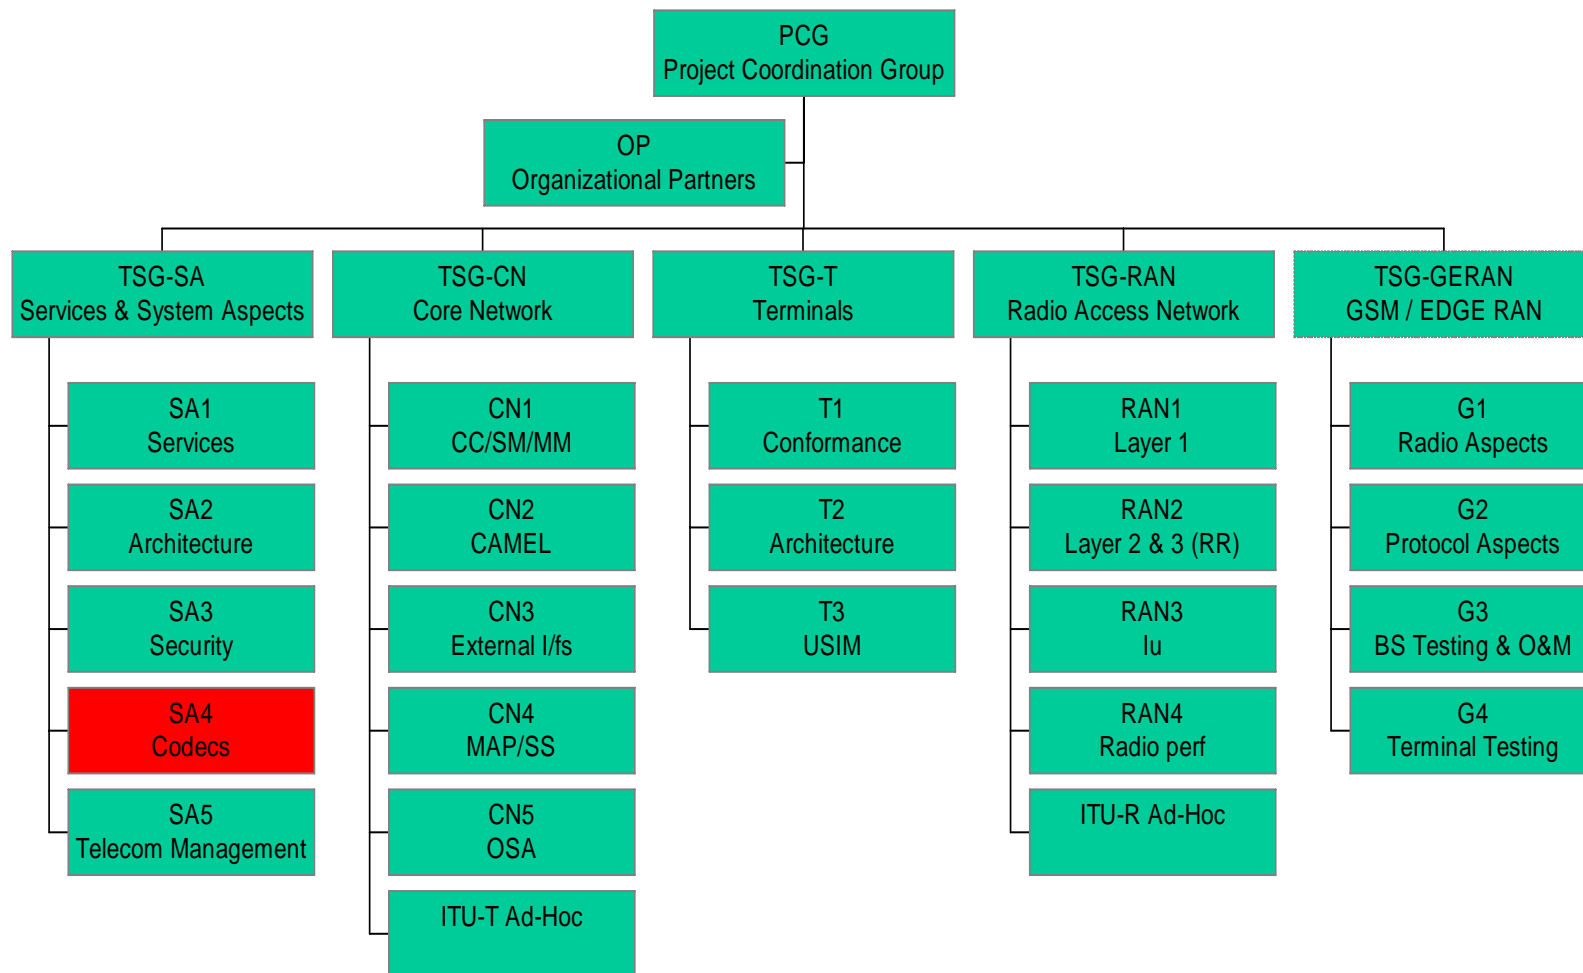 PCG
Project Coordination Group
OP
Organizational Partners
TSG-SA
Services & System Aspects
TSG-CN
Core Network
TSG-T
Terminals
TSG-RAN
Radio Access Network
TSG-GERAN
GSM / EDGE RAN
SA1
Services
SA2
Architecture
SA3
Security
SA4
Codecs
SA5
Telecom Management
CN1
CC/SM/MM
CN2
CAMEL
CN3
External I/fs
CN4
MAP/SS
CN5
OSA
ITU-T Ad-Hoc
T1
Conformance
T2
Architecture
T3
USIM
RAN1
Layer 1
RAN2
Layer 2 & 3 (RR)
RAN3
Iu
RAN4
Radio perf
ITU-R Ad-Hoc
G1
Radio Aspects
G2
Protocol Aspects
G3
BS Testing & O&M
G4
Terminal Testing